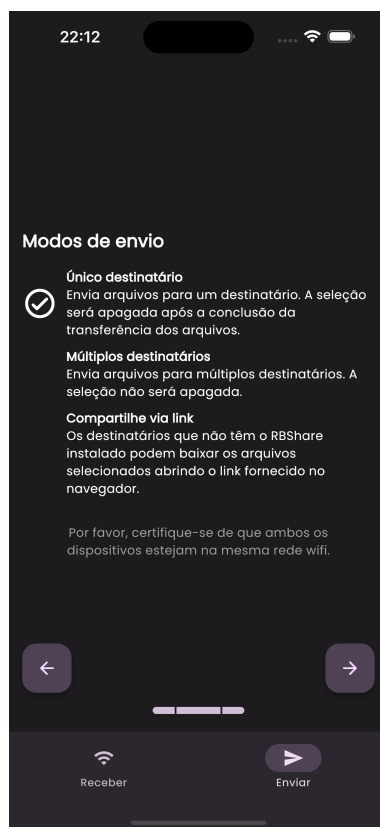 22:12
Modos de envio
Único destinatário
Envia arquivos para um destinatário. A seleção
será apagada após a conclusão da
transferência dos arquivos.
Múltiplos destinatários
Envia arquivos para múltiplos destinatários. A
seleção não será apagada.
Compartilhe via link
Os destinatários que não têm o RBShare
instalado podem baixar os arquivos
selecionados abrindo o link fornecido no
navegador.
Por favor, certifique-se de que ambos os
dispositivos estejam na mesma rede wifi.
Receber
Enviar